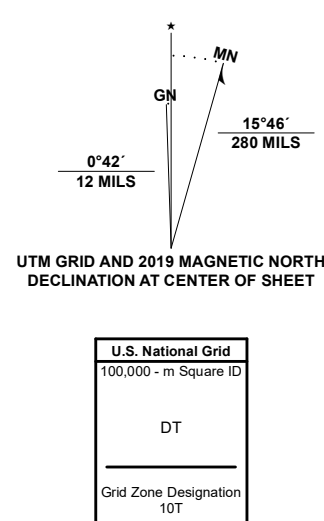 ★
MN
GN
15°46´
280 MILS
0°42´
12 MILS
UTM GRID AND 2019 MAGNETIC NORTH
DECLINATION AT CENTER OF SHEET
U.S. National Grid
100,000 - m Square ID
DT
Grid Zone Designation
10T